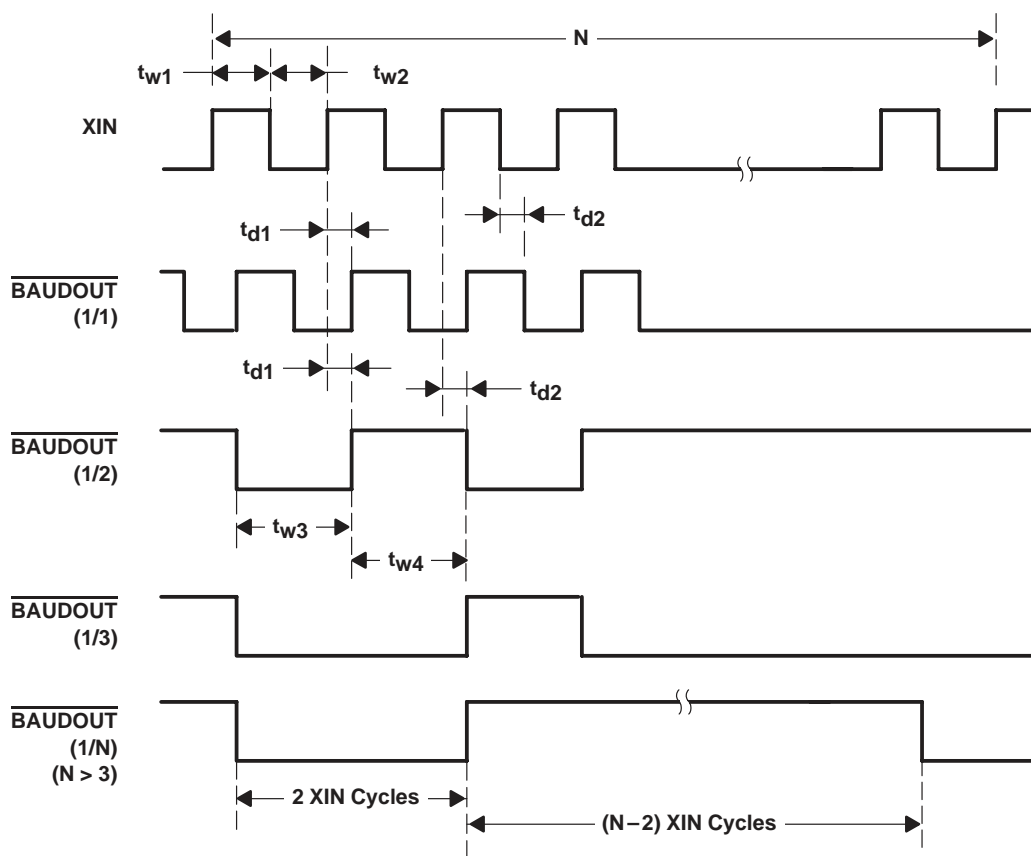 N
tw1
tw2
XIN
td1
td2
BAUDOUT
(1/1)
td1
td2
BAUDOUT
(1/2)
tw3
tw4
BAUDOUT
(1/3)
BAUDOUT
(1/N)
(N > 3)
2 XIN Cycles
(N−2) XIN Cycles